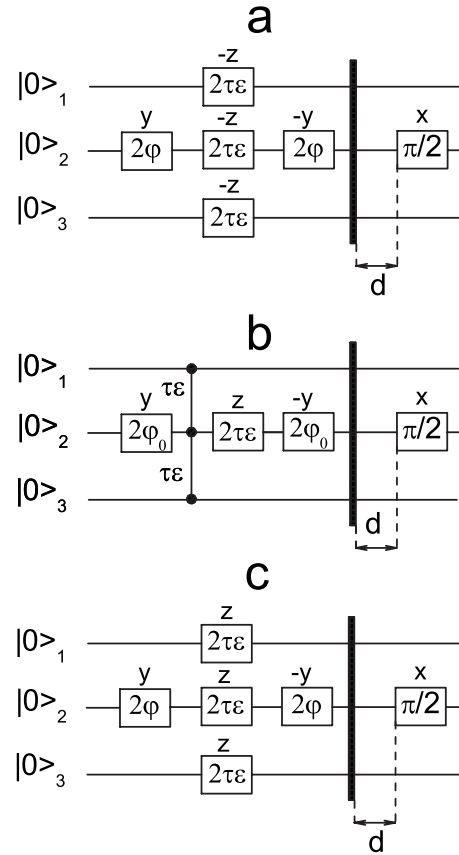 a
-z
|0>₁ 2τε
y -z -y x
|0>₂ 2φ 2τε 2φ π/2
-z
|0>₃ 2τε
d
b
|0>₁
τε
y z -y x
|0>₂ 2φ₀ 2τε 2φ₀ π/2
τε
|0>₃
d
c
z
|0>₁ 2τε
y z -y x
|0>₂ 2φ 2τε 2φ π/2
z
|0>₃ 2τε
d